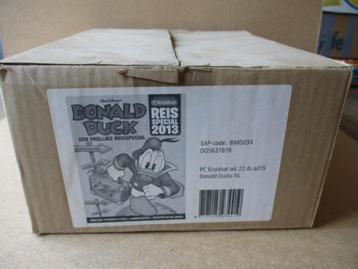 Walt Disney's
DONALD
DUCK
EEN VROLIJKE REISSPECIAL
Kruidvat
REIS
SPECIAL
2013
SAP-code: 8945034
DO5637818
PC Kruidvat wk 22 ds ad15
Donald Ducks NL